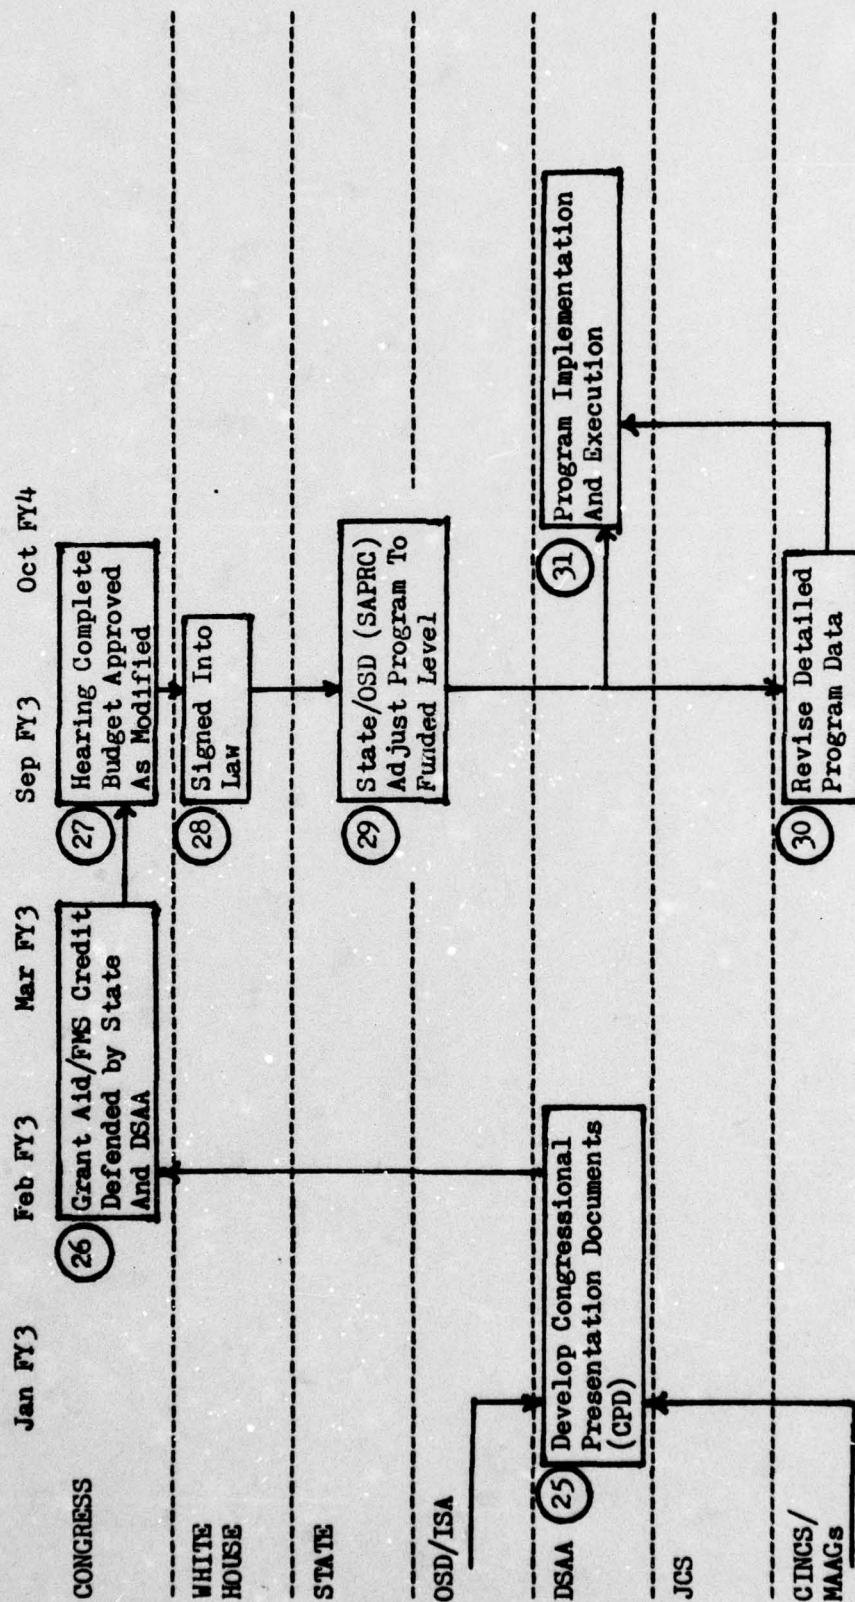 Jan FY3
Feb FY3
Mar FY3
Sep FY3
Oct FY4
CONGRESS
26
Grant Aid/FMS Credit
Defended by State
And DSAA
27
Hearing Complete
Budget Approved
As Modified
WHITE
HOUSE
28
Signed Into
Law
STATE
29
State/OSD (SAPRC)
Adjust Program To
Funded Level
OSD/ISA
DSAA
25
Develop Congressional
Presentation Documents
(CPD)
31
Program Implementation
And Execution
JCS
CINCS/
MAAGs
30
Revise Detailed
Program Data